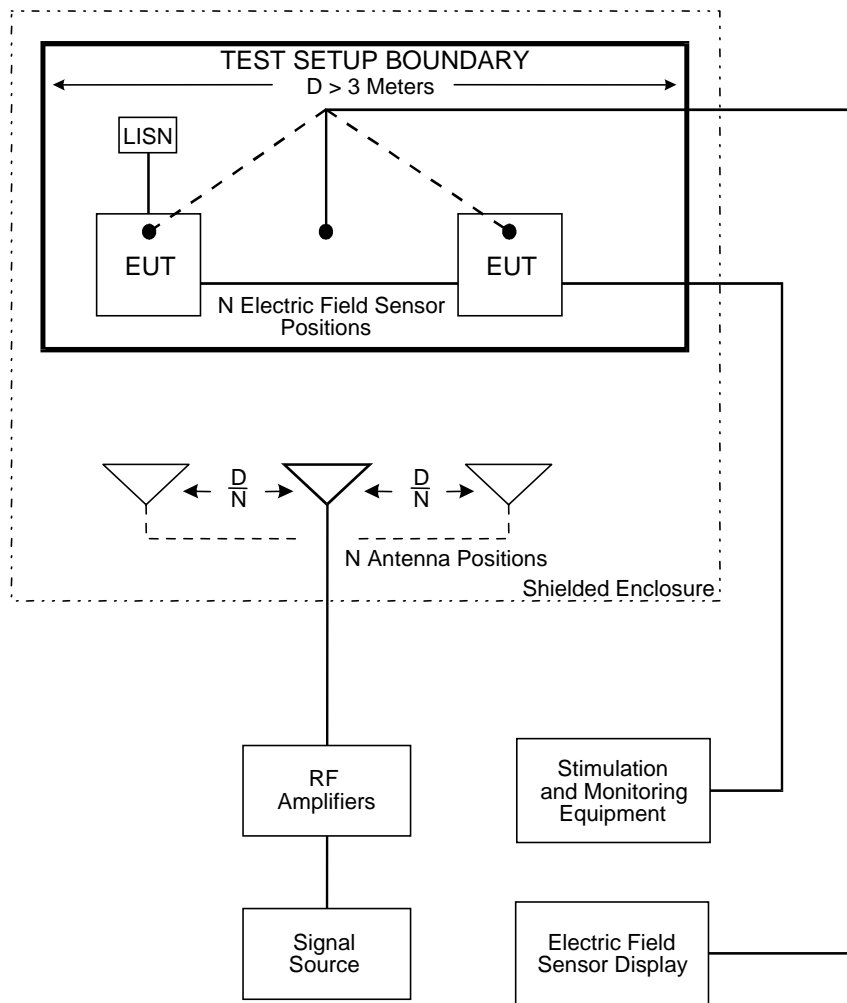 TEST SETUP BOUNDARY
D > 3 Meters
LISN
EUT
EUT
N Electric Field Sensor
Positions
D
N
D
N
N Antenna Positions
Shielded Enclosure
RF
Amplifiers
Stimulation
and Monitoring
Equipment
Signal
Source
Electric Field
Sensor Display